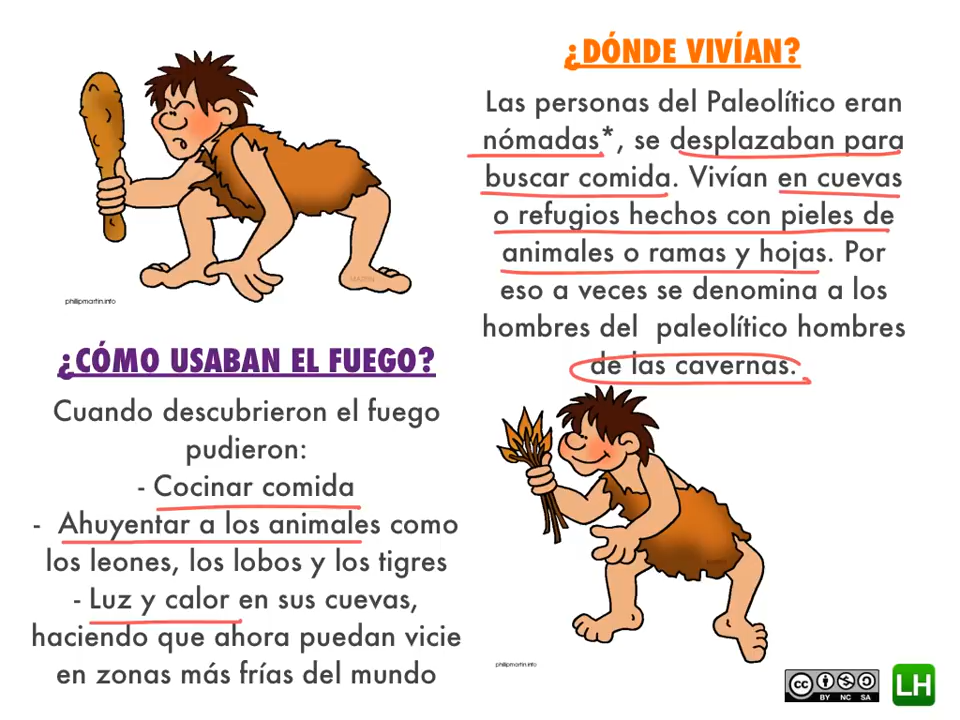 ¿DÓNDE VIVÍAN?
Las personas del Paleolítico eran
nómadas*, se desplazaban para
buscar comida. Vivían en cuevas
o refugios hechos con pieles de
animales o ramas y hojas. Por
eso a veces se denomina a los
hombres del paleolítico hombres
de las cavernas.
phillipmartin.info
¿CÓMO USABAN EL FUEGO?
Cuando descubrieron el fuego
pudieron:
- Cocinar comida
- Ahuyentar a los animales como
los leones, los lobos y los tigres
- Luz y calor en sus cuevas,
haciendo que ahora puedan vicie
en zonas más frías del mundo
phillipmartin.info
cc
BY NC SA
LH